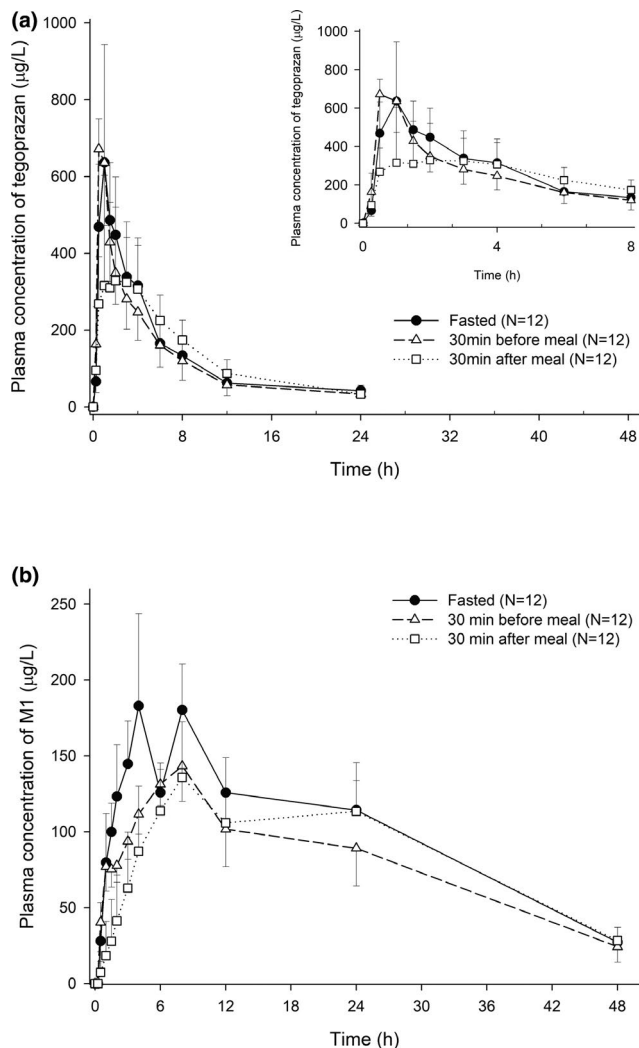 (a)
Plasma concentration of tegoprazan (μg/L)
1000
800
600
400
200
0
0
8
16
24
32
40
48
Time (h)
Plasma concentration of tegoprazan (μg/L)
1000
800
600
400
200
0
0
4
8
Time (h)
Fasted (N=12)
30min before meal (N=12)
30min after meal (N=12)
(b)
Plasma concentration of M1 (μg/L)
250
200
150
100
50
0
0
6
12
18
24
30
36
42
48
Time (h)
Fasted (N=12)
30 min before meal (N=12)
30 min after meal (N=12)